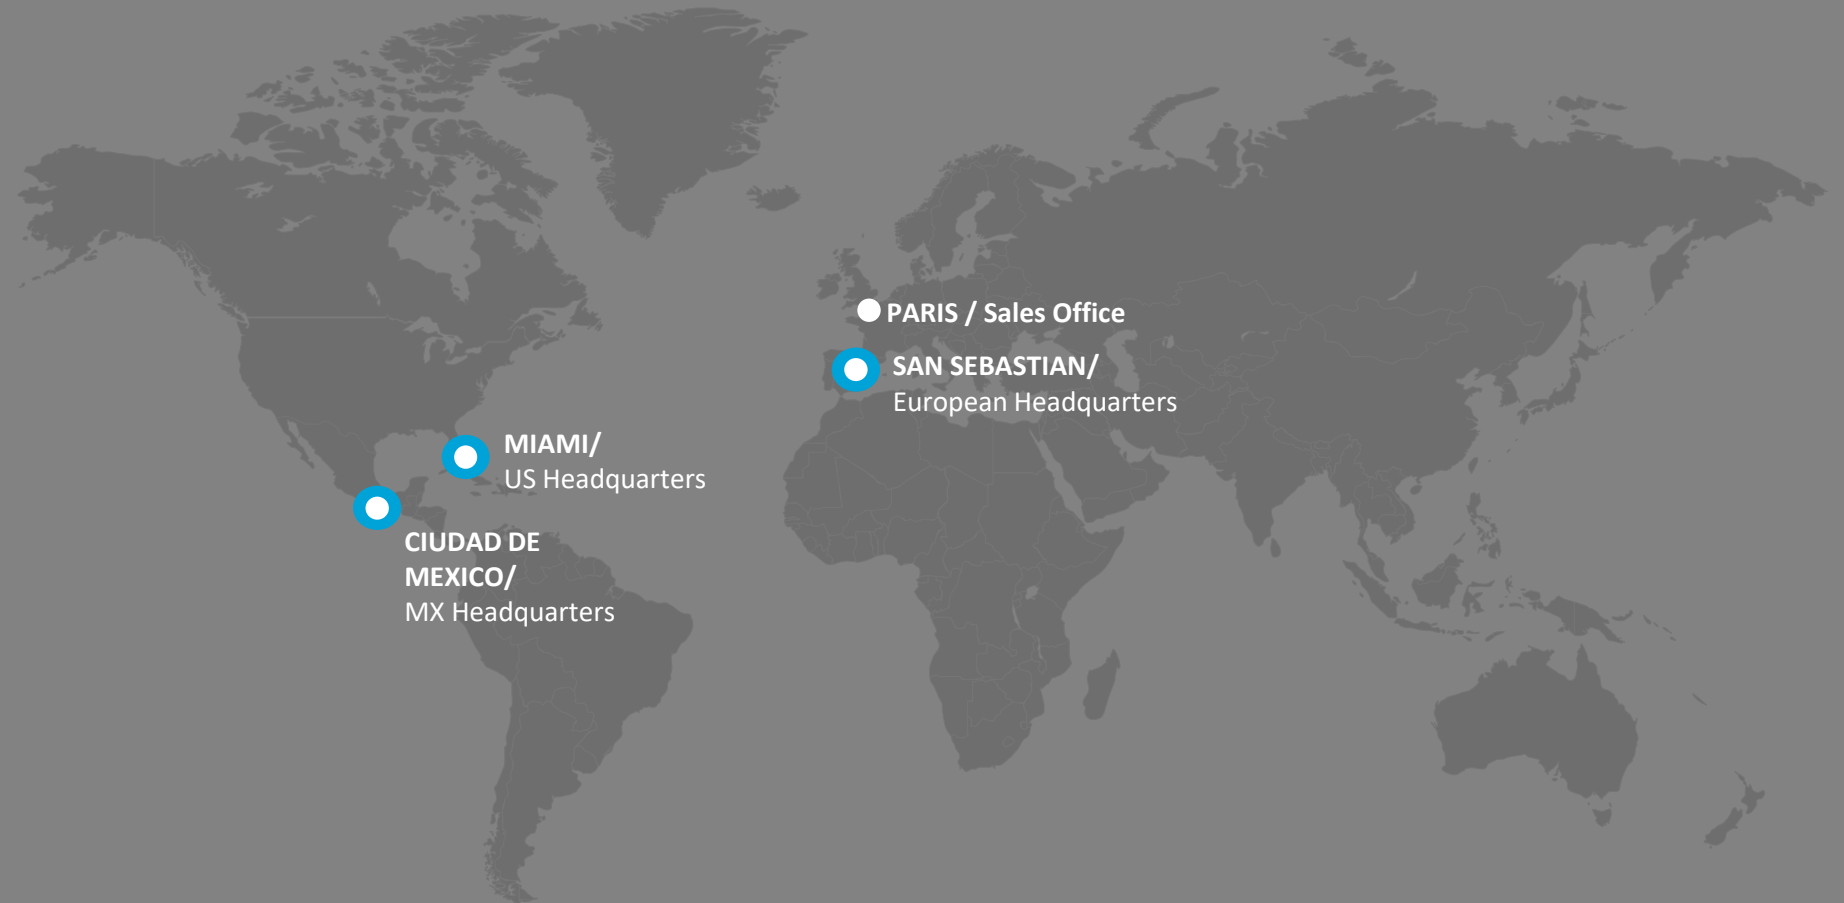 PARIS / Sales Office
SAN SEBASTIAN/
European Headquarters
MIAMI/
US Headquarters
CIUDAD DE
MEXICO/
MX Headquarters